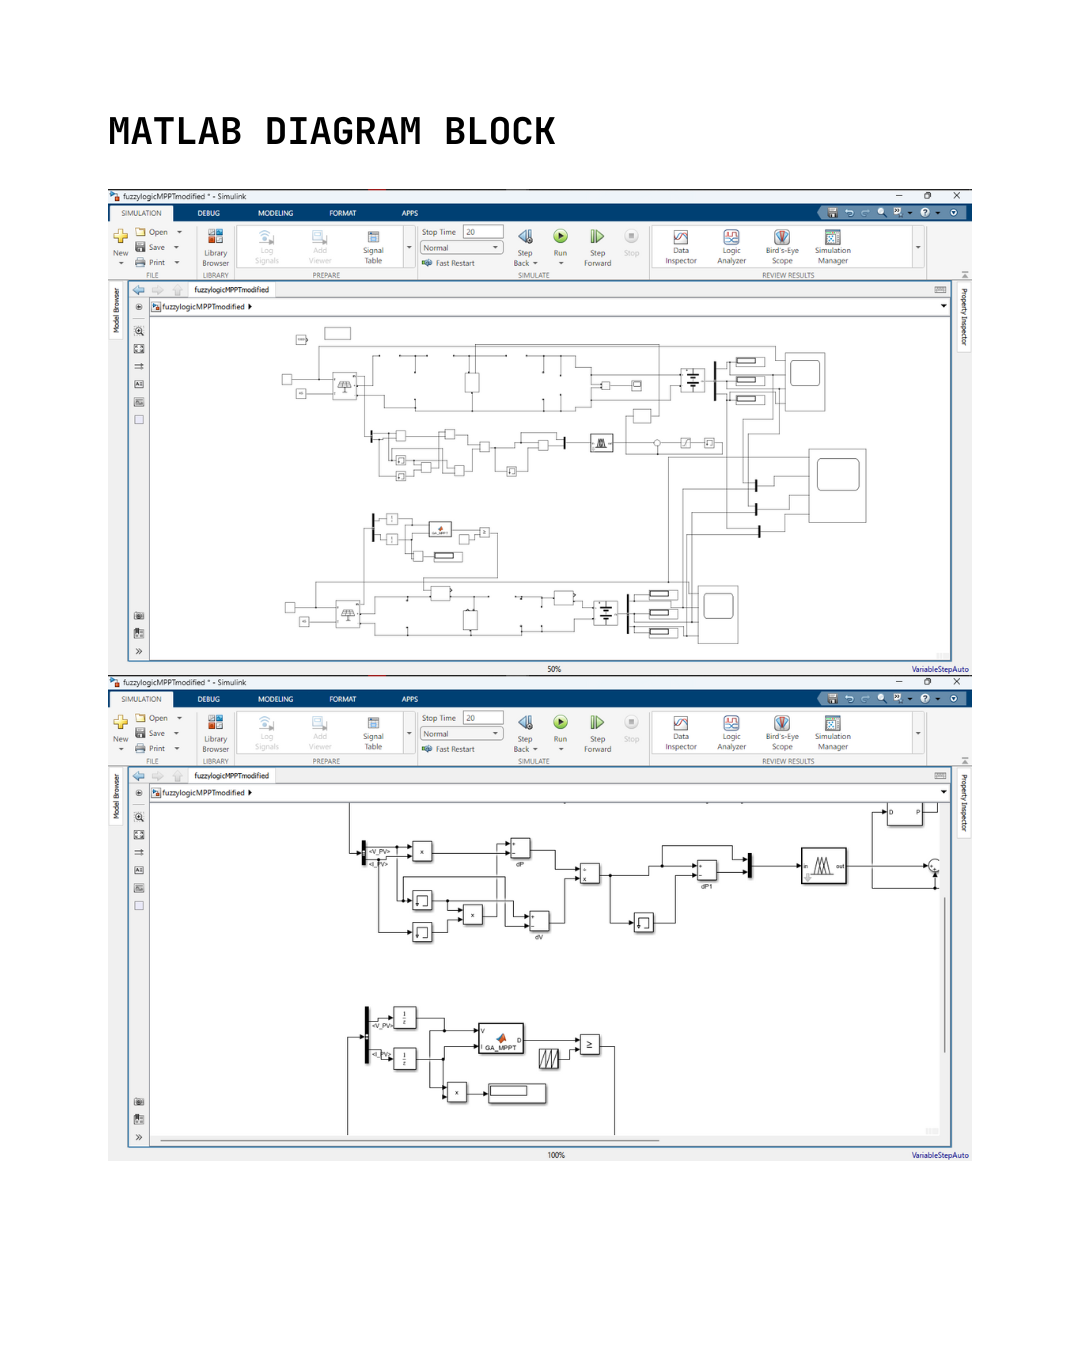 MATLAB DIAGRAM BLOCK
fuzzylogicMPPTmodified * - Simulink
SIMULATION DEBUG MODELING FORMAT APPS
New Open Save Print FILE
Library Browser LIBRARY
Log Signals Add Viewer Signal Table PREPARE
Stop Time 20
Normal
Fast Restart
Step Back Run Step Forward Stop SIMULATE
Data Inspector Logic Analyzer Bird's-Eye Scope Simulation Manager REVIEW RESULTS
Model Browser
fuzzylogicMPPTmodified
fuzzylogicMPPTmodified
Property Inspector
GA_MPPT
50% VariableStepAuto
fuzzylogicMPPTmodified * - Simulink
SIMULATION DEBUG MODELING FORMAT APPS
New Open Save Print FILE
Library Browser LIBRARY
Log Signals Add Viewer Signal Table PREPARE
Stop Time 20
Normal
Fast Restart
Step Back Run Step Forward Stop SIMULATE
Data Inspector Logic Analyzer Bird's-Eye Scope Simulation Manager REVIEW RESULTS
Model Browser
fuzzylogicMPPTmodified
fuzzylogicMPPTmodified
Property Inspector
D P
<V_PV>
<I_PV>
x
dP
÷
x
dP1
in out
x
dV
<V_PV>
1
z
<I_PV>
1
z
V
I
D
GA_MPPT
≥
x
100% VariableStepAuto